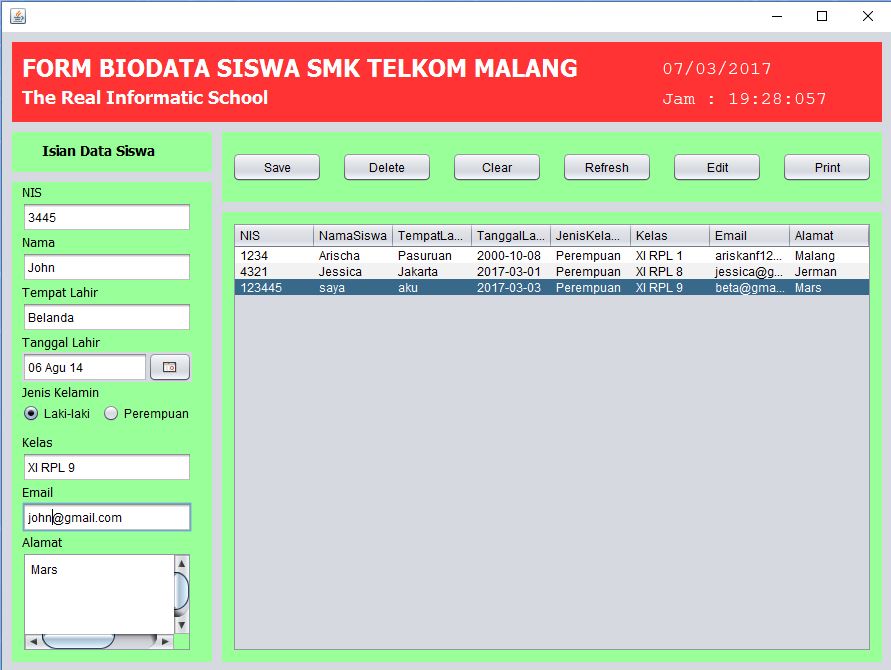 FORM BIODATA SISWA SMK TELKOM MALANG
The Real Informatic School
07/03/2017
Jam : 19:28:057
Isian Data Siswa
Save Delete Clear Refresh Edit Print
NIS
3445
Nama
John
Tempat Lahir
Belanda
Tanggal Lahir
06 Agu 14
Jenis Kelamin
Laki-laki Perempuan
Kelas
XI RPL 9
Email
john@gmail.com
Alamat
Mars
NIS NamaSiswa TempatLa... TanggalLa... JenisKela... Kelas Email Alamat
1234 Arischa Pasuruan 2000-10-08 Perempuan XI RPL 1 ariskanf12... Malang
4321 Jessica Jakarta 2017-03-01 Perempuan XI RPL 8 jessica@g... Jerman
123445 saya aku 2017-03-03 Perempuan XI RPL 9 beta@gma... Mars